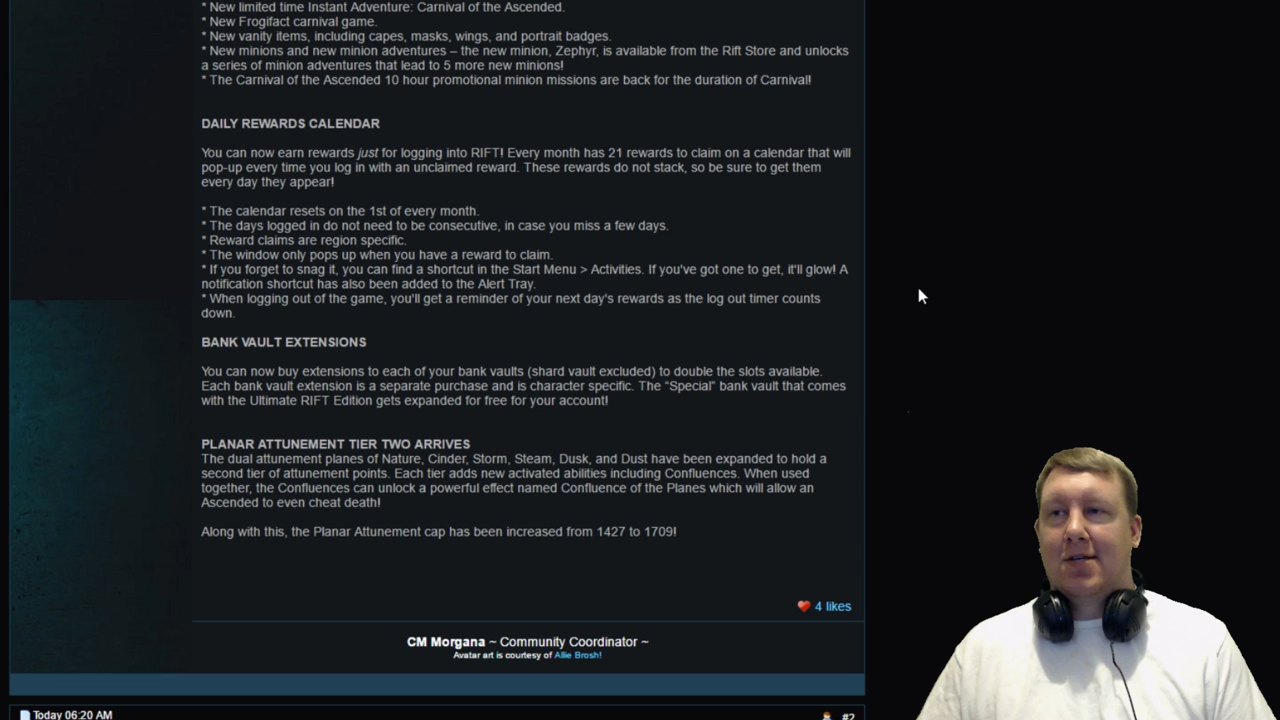 * New limited time Instant Adventure: Carnival of the Ascended.
* New Frogifact carnival game.
* New vanity items, including capes, masks, wings, and portrait badges.
* New minions and new minion adventures – the new minion, Zephyr, is available from the Rift Store and unlocks
a series of minion adventures that lead to 5 more new minions!
* The Carnival of the Ascended 10 hour promotional minion missions are back for the duration of Carnival!
DAILY REWARDS CALENDAR
You can now earn rewards just for logging into RIFT! Every month has 21 rewards to claim on a calendar that will
pop-up every time you log in with an unclaimed reward. These rewards do not stack, so be sure to get them
every day they appear!
* The calendar resets on the 1st of every month.
* The days logged in do not need to be consecutive, in case you miss a few days.
* Reward claims are region specific.
* The window only pops up when you have a reward to claim.
* If you forget to snag it, you can find a shortcut in the Start Menu > Activities. If you've got one to get, it'll glow! A
notification shortcut has also been added to the Alert Tray.
* When logging out of the game, you'll get a reminder of your next day's rewards as the log out timer counts
down.
BANK VAULT EXTENSIONS
You can now buy extensions to each of your bank vaults (shard vault excluded) to double the slots available.
Each bank vault extension is a separate purchase and is character specific. The “Special” bank vault that comes
with the Ultimate RIFT Edition gets expanded for free for your account!
PLANAR ATTUNEMENT TIER TWO ARRIVES
The dual attunement planes of Nature, Cinder, Storm, Steam, Dusk, and Dust have been expanded to hold a
second tier of attunement points. Each tier adds new activated abilities including Confluences. When used
together, the Confluences can unlock a powerful effect named Confluence of the Planes which will allow an
Ascended to even cheat death!
Along with this, the Planar Attunement cap has been increased from 1427 to 1709!
4 likes
CM Morgana ~ Community Coordinator ~
Avatar art is courtesy of Allie Brosh!
Today 06:20 AM
#2